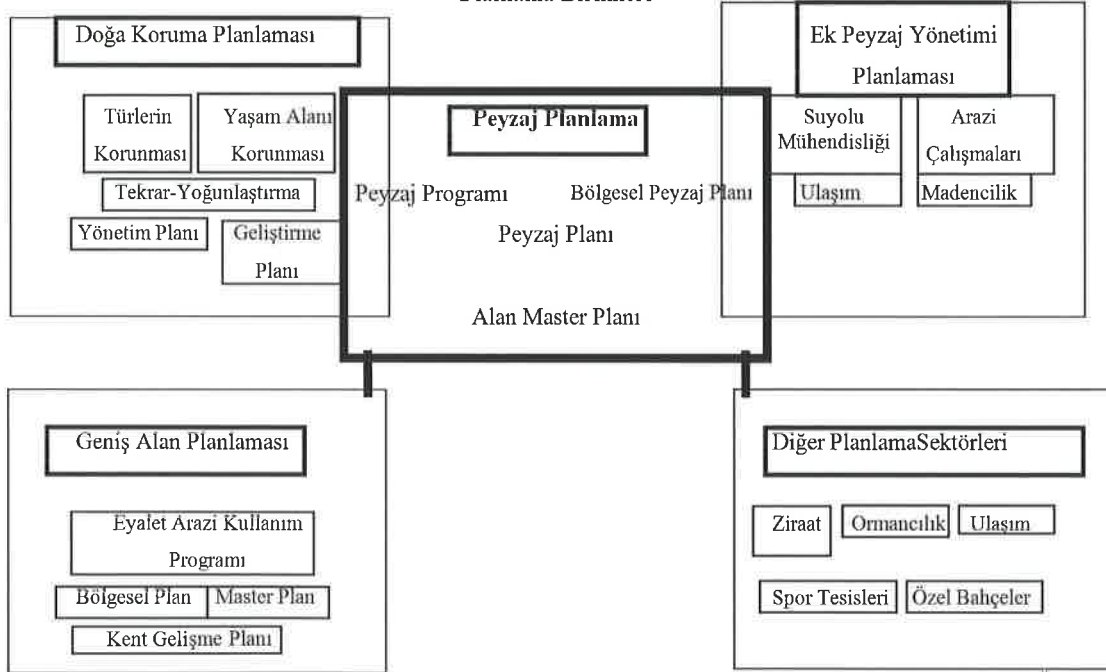 Doğa Koruma Planlaması
Türlerin
Korunması
Yaşam Alanı
Korunması
Tekrar-Yoğunlaştırma
Yönetim Planı
Geliştirme
Planı
Peyzaj Planlama
Peyzaj Programı
Bölgesel Peyzaj Planı
Peyzaj Planı
Alan Master Planı
Ek Peyzaj Yönetimi
Planlaması
Suyolu
Mühendisliği
Arazi
Çalışmaları
Ulaşım
Madencilik
Geniş Alan Planlaması
Eyalet Arazi Kullanım
Programı
Bölgesel Plan
Master Plan
Kent Gelişme Planı
Diğer PlanlamaSektörleri
Ziraat
Ormancılık
Ulaşım
Spor Tesisleri
Özel Bahçeler